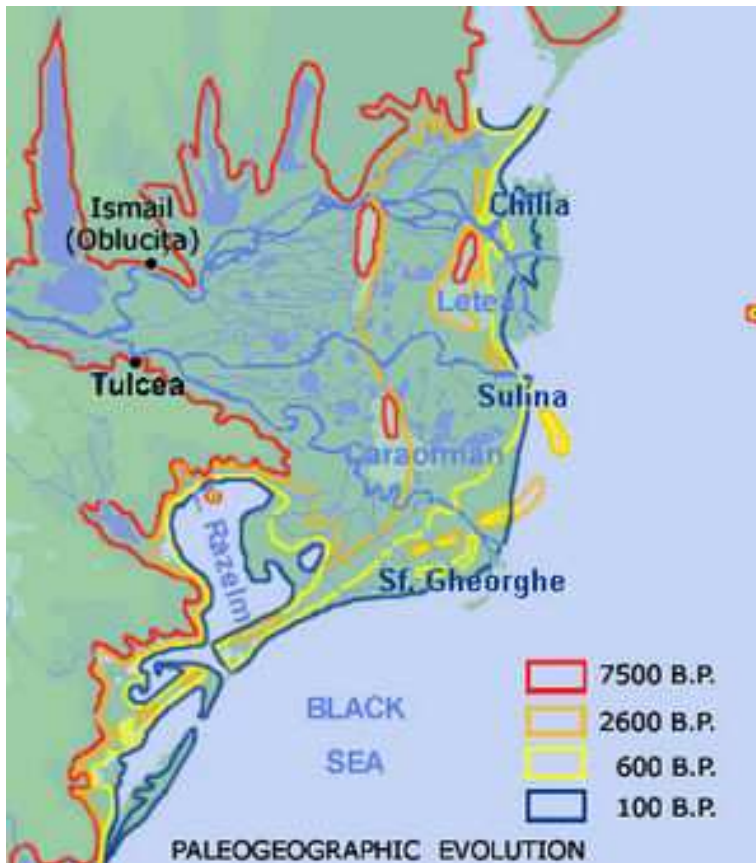 Ismail
(Oblucița)
Chilia
Letea
Tulcea
Sulina
Caraorman
Razelm
Sf. Gheorghe
BLACK
SEA
7500 B.P.
2600 B.P.
600 B.P.
100 B.P.
PALEOGEOGRAPHIC EVOLUTION